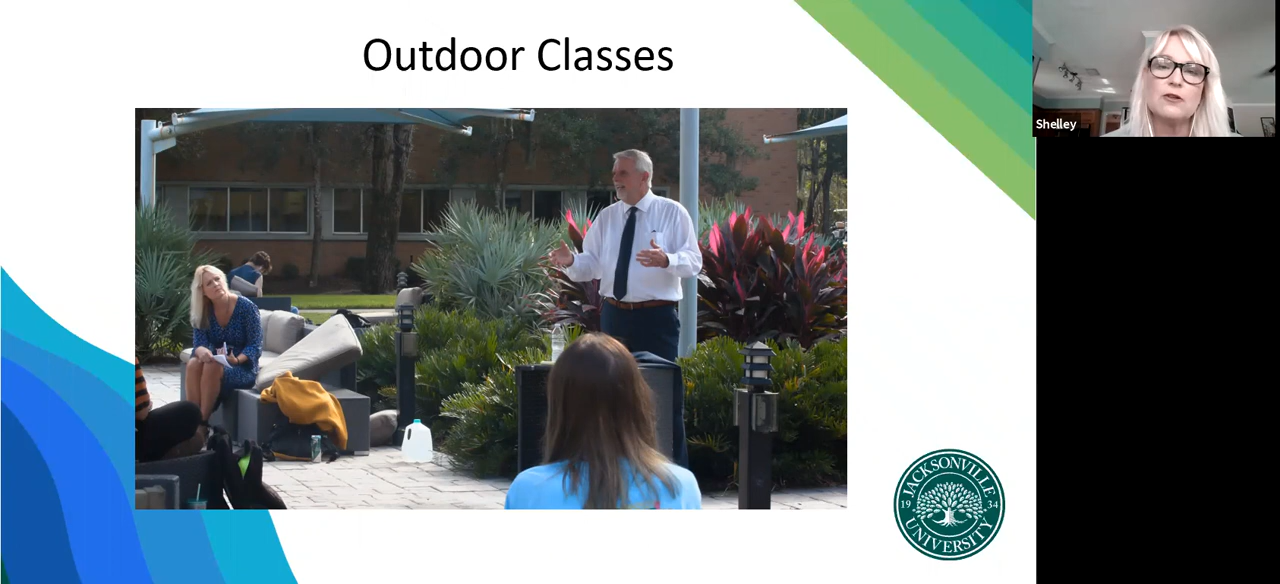 Outdoor Classes
Shelley
JACKSONVILLE
19 34
UNIVERSITY